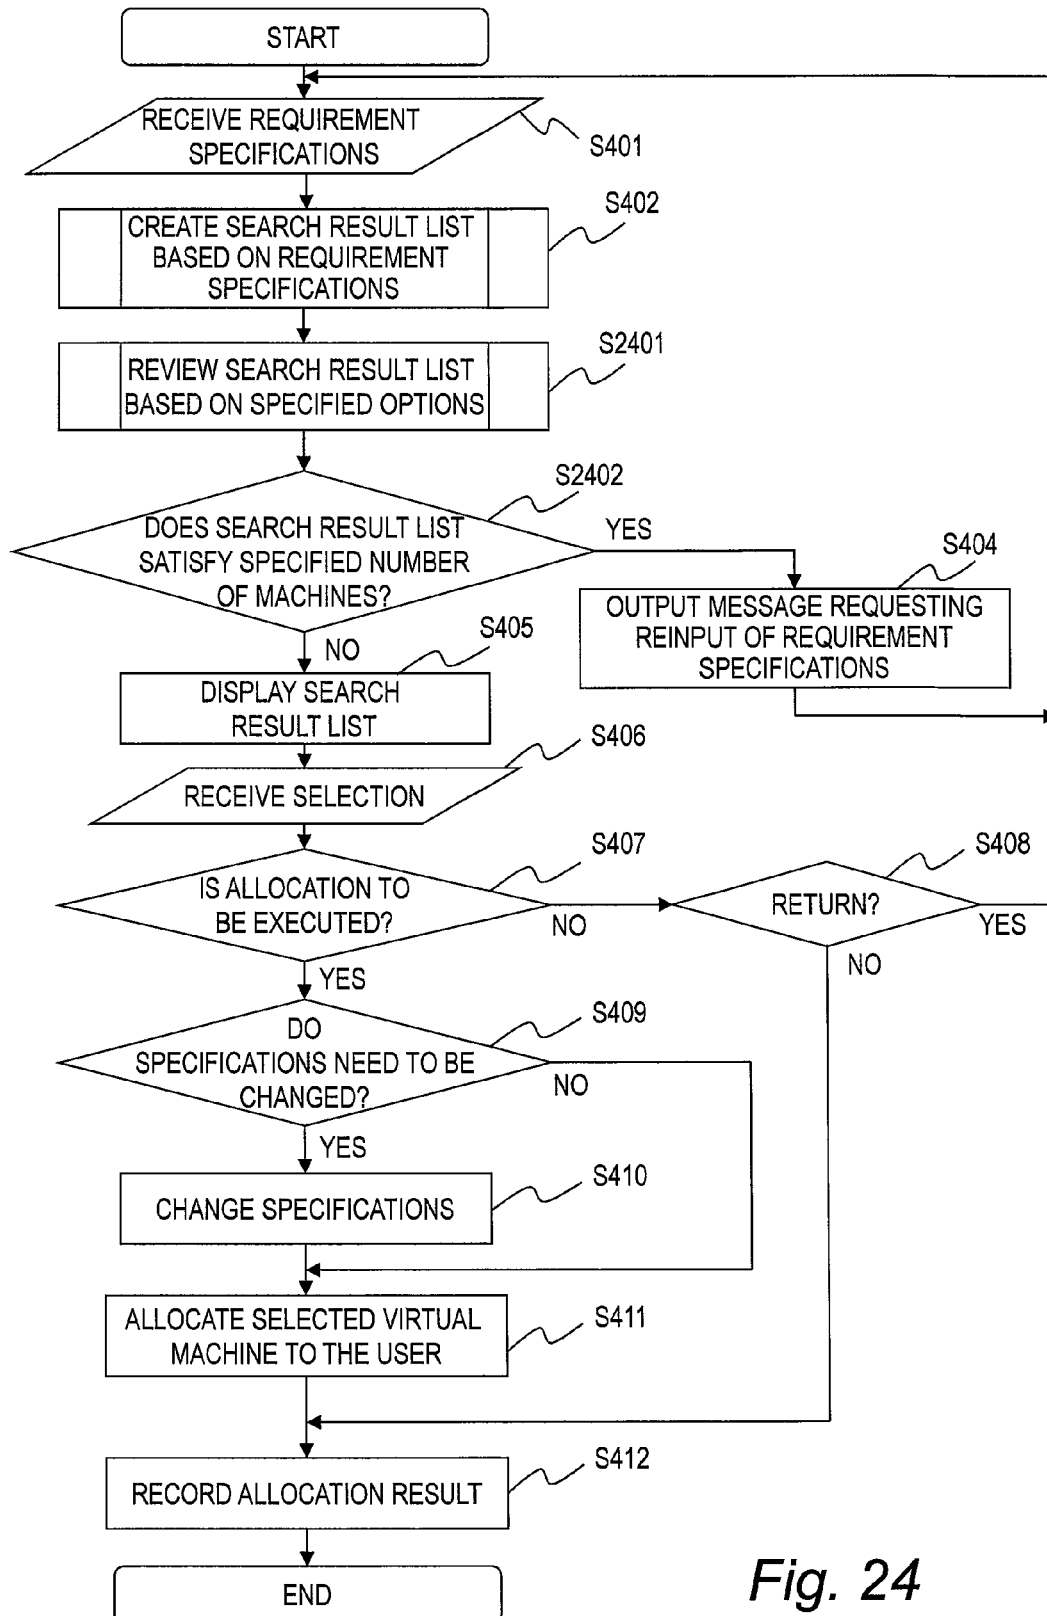 START
RECEIVE REQUIREMENT
SPECIFICATIONS
S401
S402
CREATE SEARCH RESULT LIST
BASED ON REQUIREMENT
SPECIFICATIONS
S2401
REVIEW SEARCH RESULT LIST
BASED ON SPECIFIED OPTIONS
S2402
DOES SEARCH RESULT LIST
SATISFY SPECIFIED NUMBER
OF MACHINES?
YES
S404
OUTPUT MESSAGE REQUESTING
REINPUT OF REQUIREMENT
SPECIFICATIONS
NO
S405
DISPLAY SEARCH
RESULT LIST
S406
RECEIVE SELECTION
S407
IS ALLOCATION TO
BE EXECUTED?
NO
S408
RETURN?
YES
NO
YES
S409
DO
SPECIFICATIONS NEED TO BE
CHANGED?
NO
YES
S410
CHANGE SPECIFICATIONS
S411
ALLOCATE SELECTED VIRTUAL
MACHINE TO THE USER
S412
RECORD ALLOCATION RESULT
END
Fig. 24